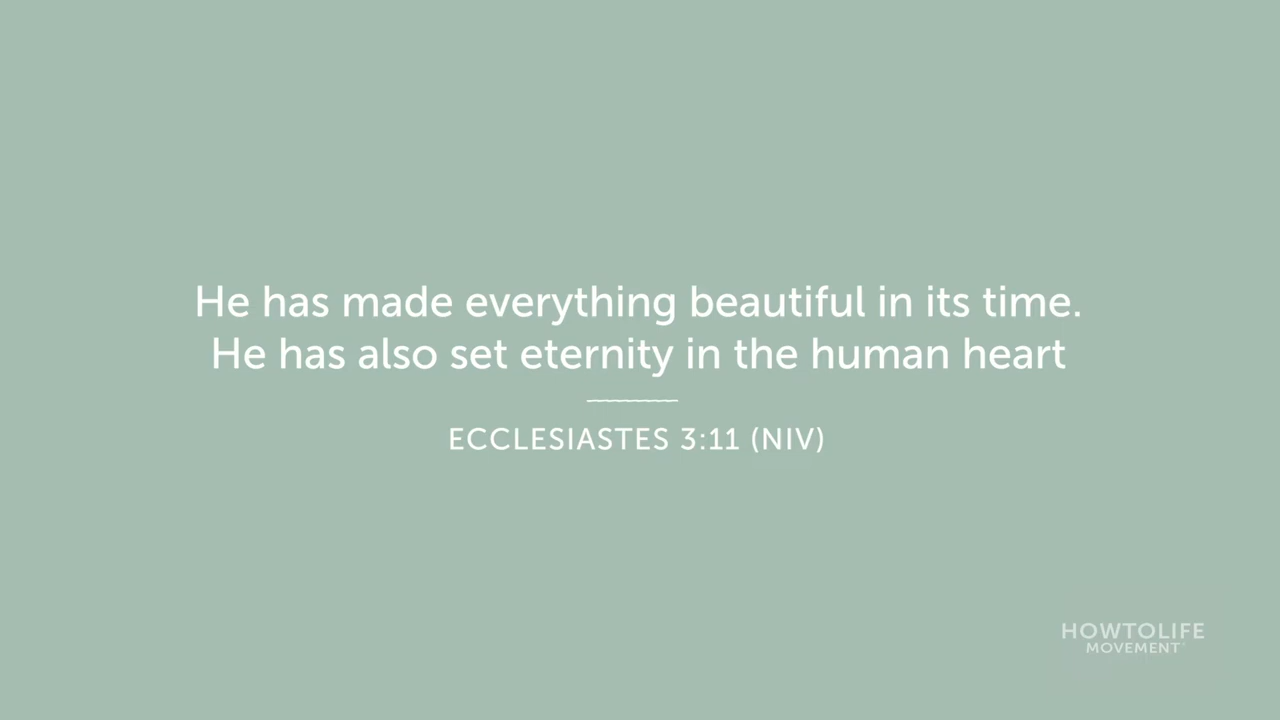 He has made everything beautiful in its time.
He has also set eternity in the human heart
ECCLESIASTES 3:11 (NIV)
HOWTOLIFE
MOVEMENT